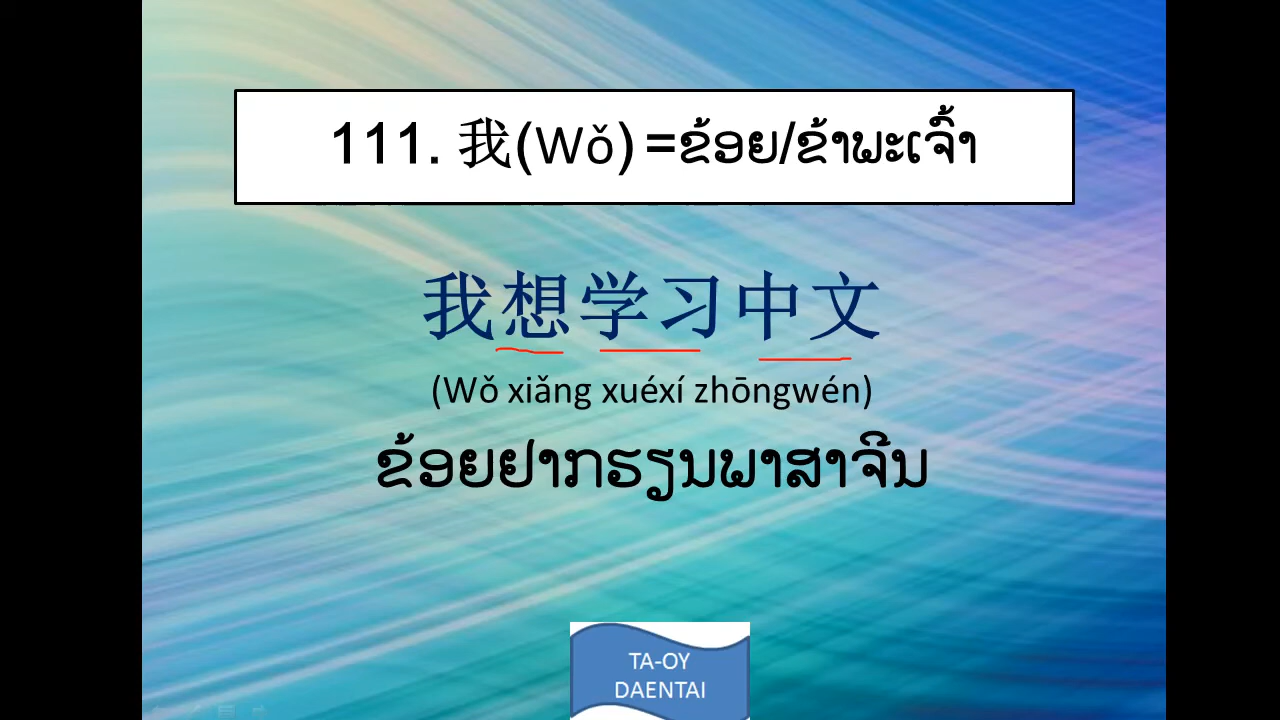 111. 我(Wǒ) =ຂ້ອຍ/ຂ້າພະເຈົ້າ
我想学习中文
(Wǒ xiǎng xuéxí zhōngwén)
ຂ້ອຍຢາກຮຽນພາສາຈີນ
TA-OY
DAENTAI